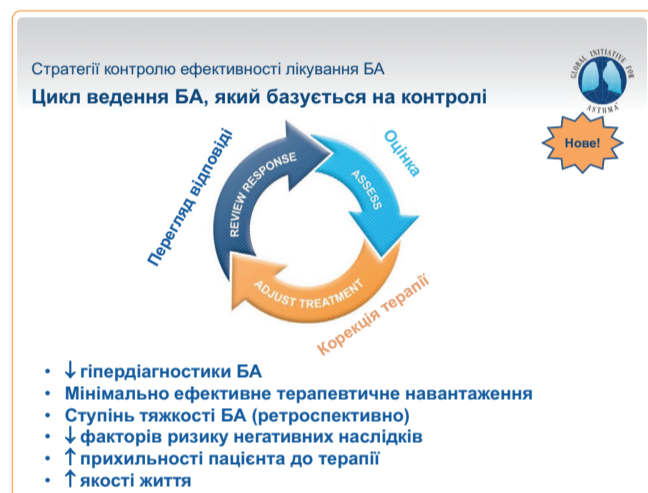 Стратегії контролю ефективності лікування БА
Цикл ведення БА, який базується на контролі
GLOBAL INITIATIVE FOR
ASTHMA
Нове!
Перегляд відповіді
REVIEW RESPONSE
Оцінка
ASSESS
ADJUST TREATMENT
Корекція терапії
• ↓ гіпердіагностики БА
• Мінімально ефективне терапевтичне навантаження
• Ступінь тяжкості БА (ретроспективно)
• ↓ факторів ризику негативних наслідків
• ↑ прихильності пацієнта до терапії
• ↑ якості життя